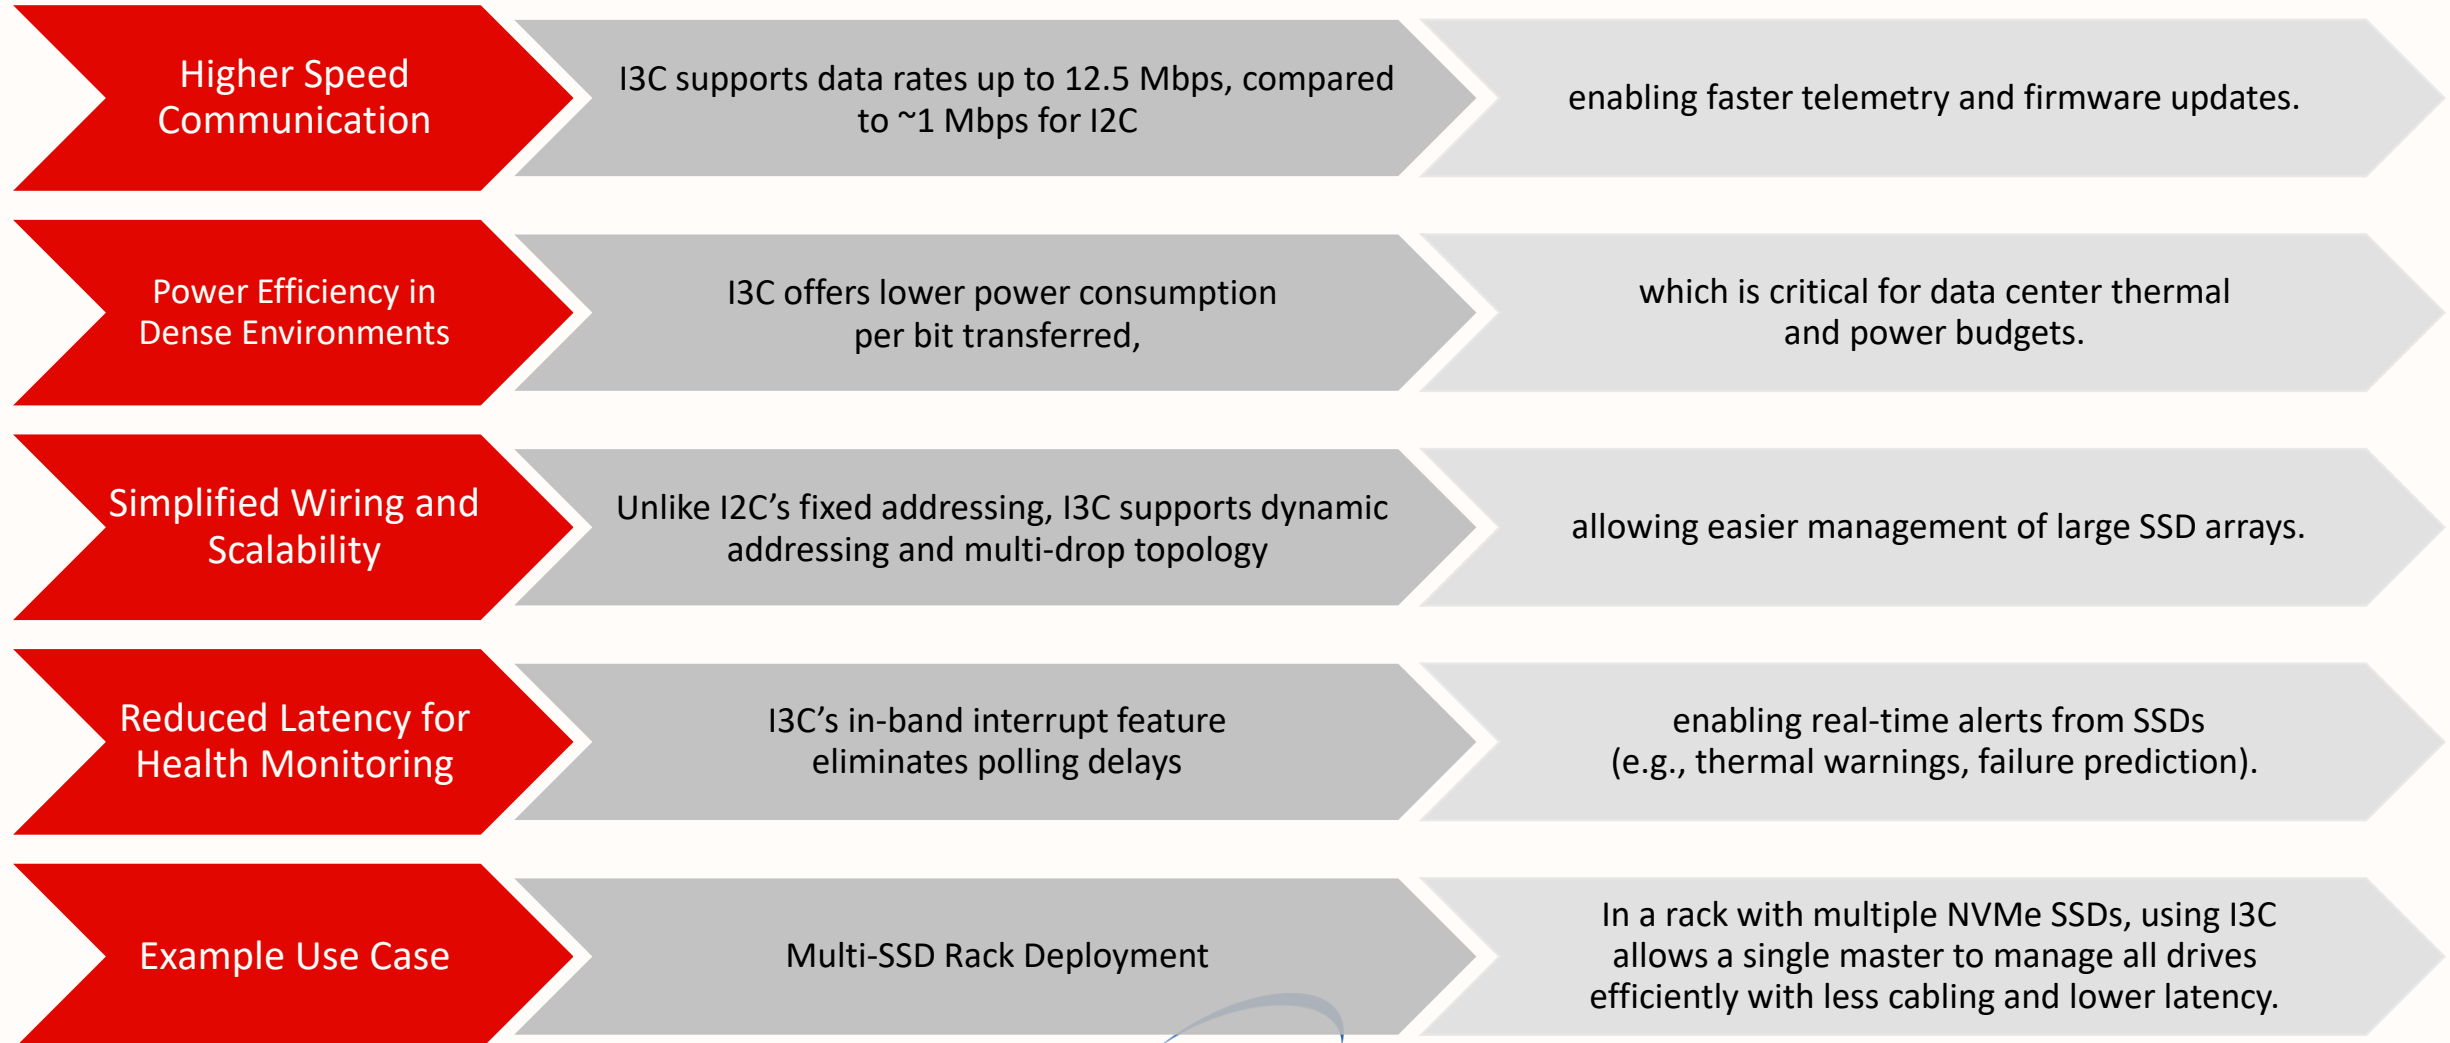 Higher Speed
Communication
I3C supports data rates up to 12.5 Mbps, compared
to ~1 Mbps for I2C
enabling faster telemetry and firmware updates.
Power Efficiency in
Dense Environments
I3C offers lower power consumption
per bit transferred,
which is critical for data center thermal
and power budgets.
Simplified Wiring and
Scalability
Unlike I2C’s fixed addressing, I3C supports dynamic
addressing and multi-drop topology
allowing easier management of large SSD arrays.
Reduced Latency for
Health Monitoring
I3C’s in-band interrupt feature
eliminates polling delays
enabling real-time alerts from SSDs
(e.g., thermal warnings, failure prediction).
Example Use Case
Multi-SSD Rack Deployment
In a rack with multiple NVMe SSDs, using I3C
allows a single master to manage all drives
efficiently with less cabling and lower latency.